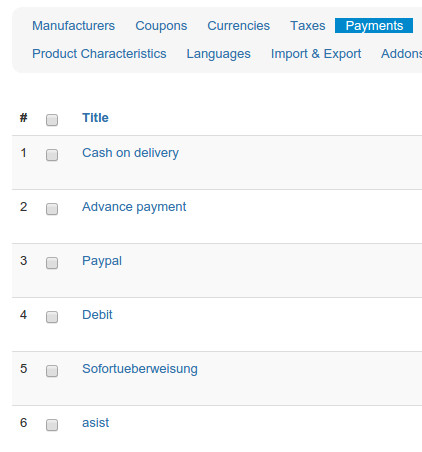 Manufacturers Coupons Currencies Taxes Payments
Product Characteristics Languages Import & Export Addons
# Title
1 Cash on delivery
2 Advance payment
3 Paypal
4 Debit
5 Sofortueberweisung
6 asist